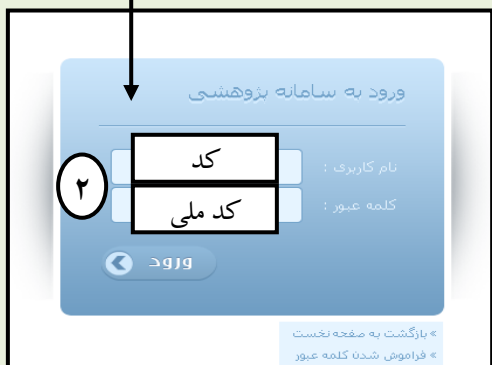 ورود به سامانه پژوهشی
نام کاربری :
کد
کلمه عبور :
کد ملی
۲
ورود
» بازگشت به صفحه نخست
» فراموش شدن کلمه عبور